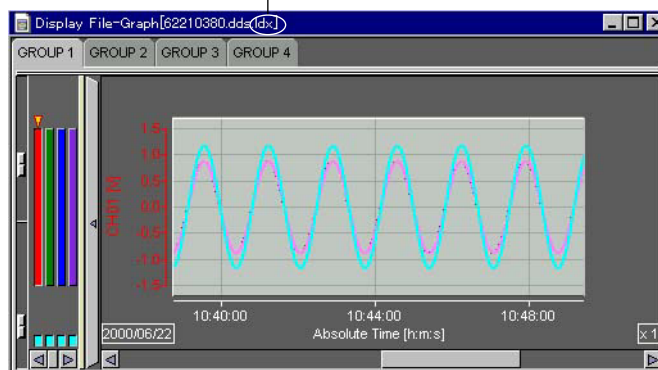 Display File-Graph[62210380.dds Idx.]
GROUP 1 GROUP 2 GROUP 3 GROUP 4
1.5
1.0
0.5
0.0
-0.5
-1.0
-1.5
CH01 [V]
10:40:00 10:44:00 10:48:00
2000/06/22 Absolute Time [h:m:s] x 1